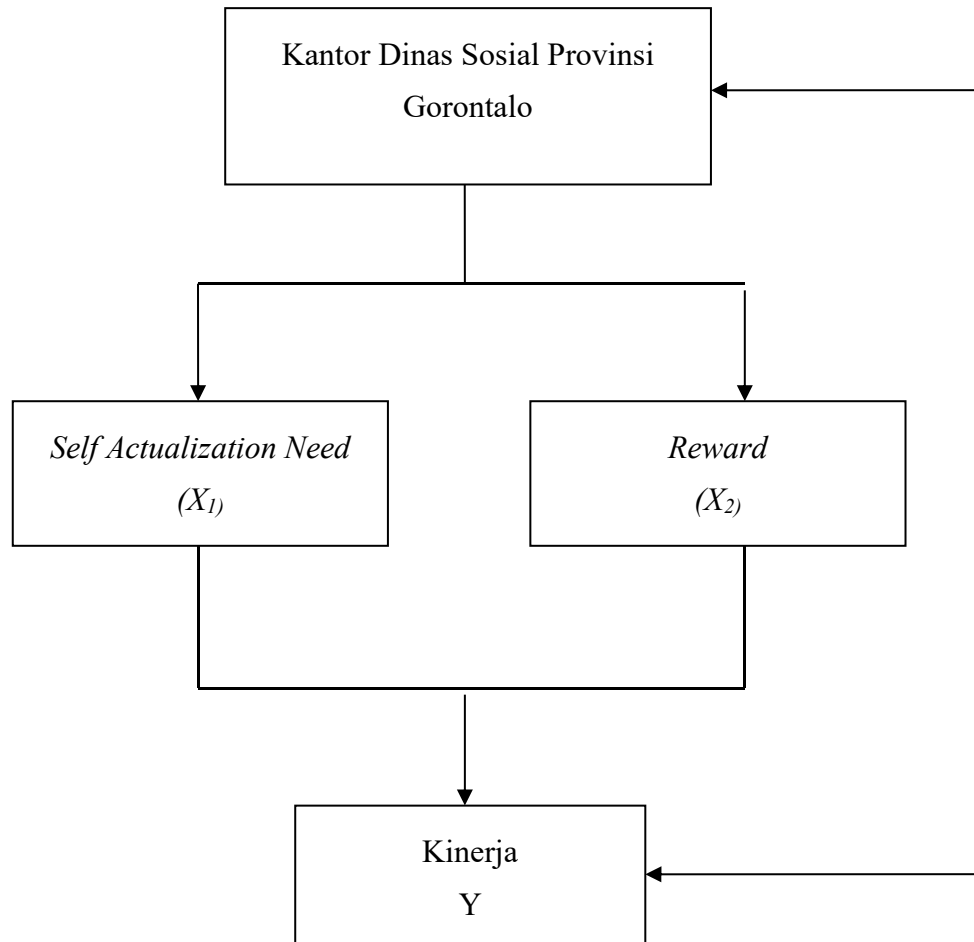 Kantor Dinas Sosial Provinsi
Gorontalo
Self Actualization Need
(X1)
Reward
(X2)
Kinerja
Y